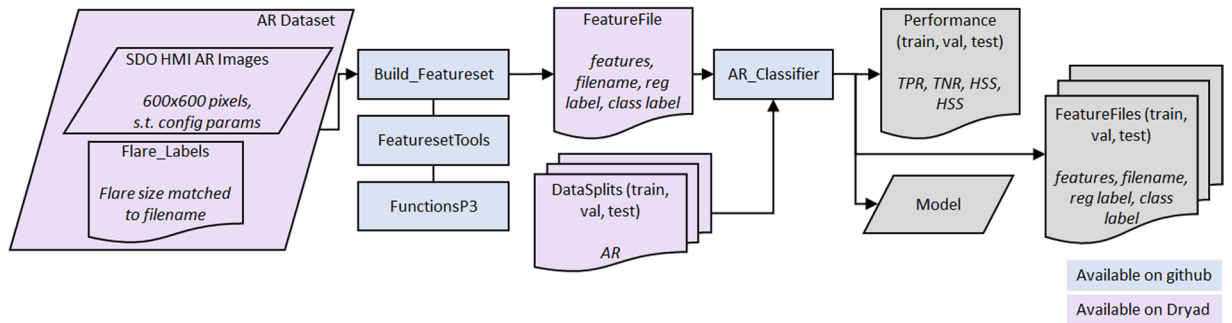 AR Dataset
SDO HMI AR Images
600x600 pixels,
s.t. config params
Flare_Labels
Flare size matched
to filename
Build_Featureset
FeaturesetTools
FunctionsP3
FeatureFile
features,
filename, reg
label, class label
DataSplits (train,
val, test)
AR
AR_Classifier
Performance
(train, val, test)
TPR, TNR, HSS,
HSS
Model
FeatureFiles (train,
val, test)
features, filename,
reg label, class
label
Available on github
Available on Dryad